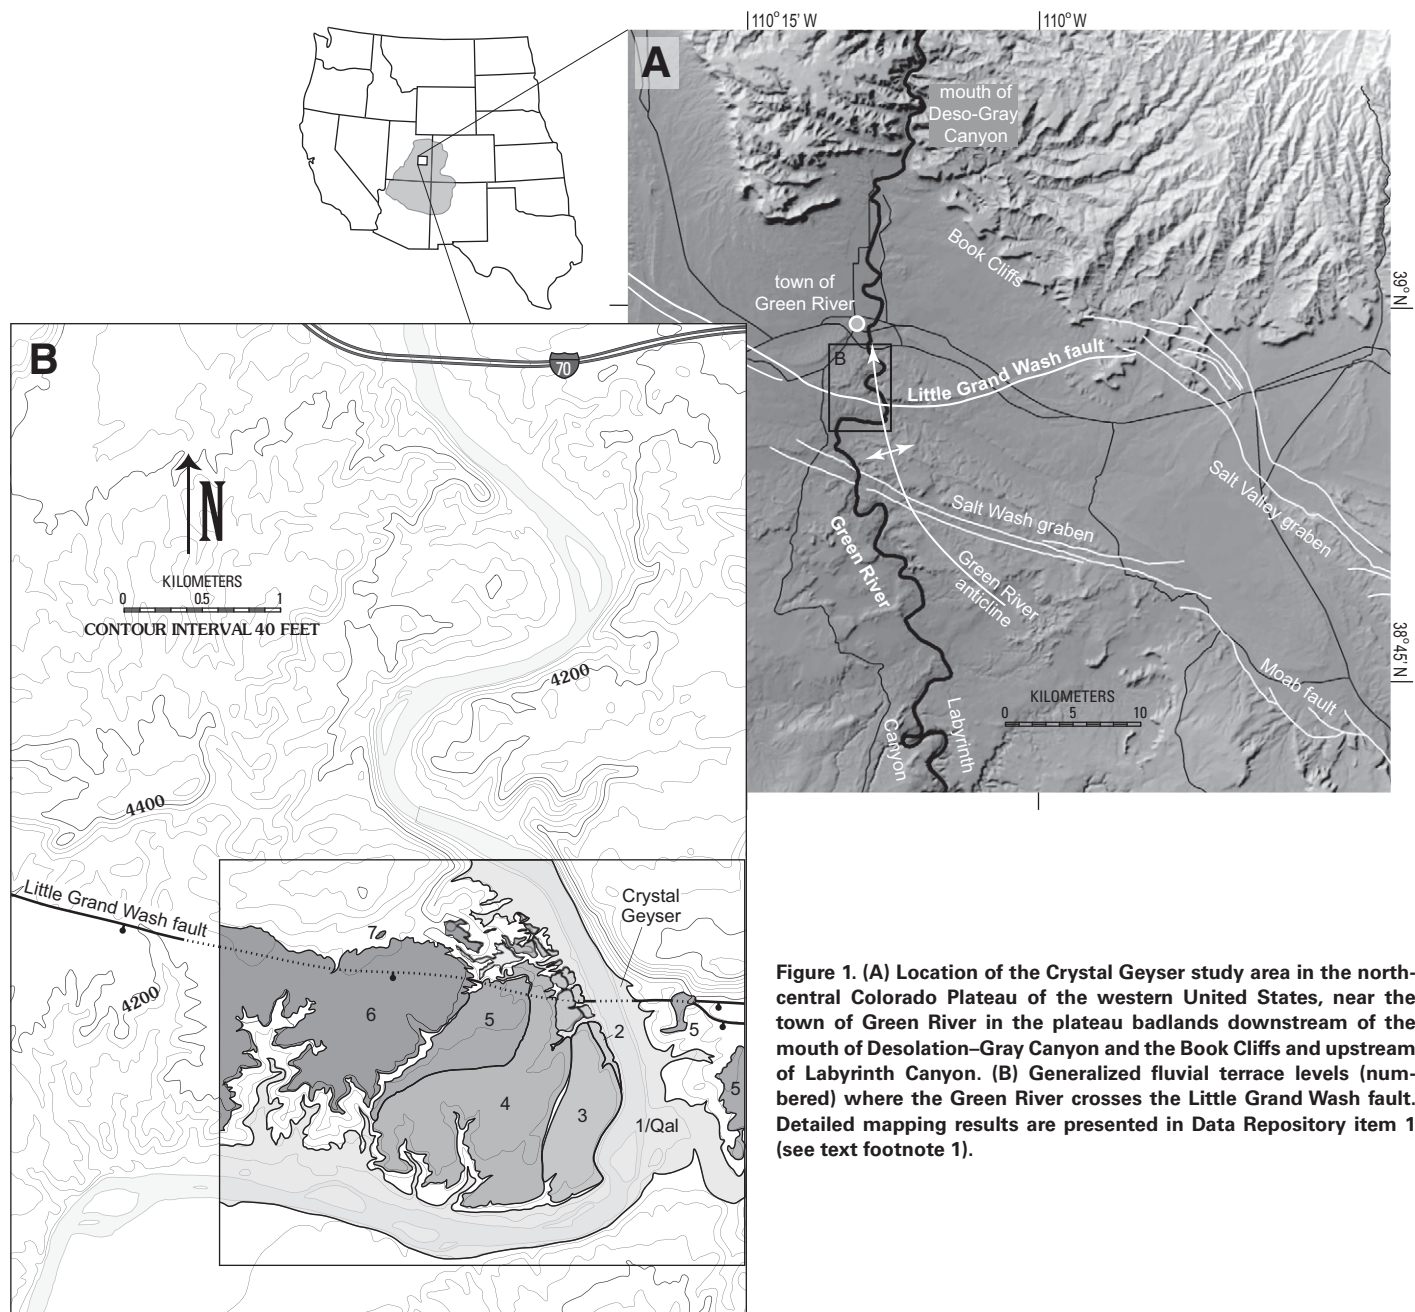 110°15' W
110°W
A
mouth of
Deso-Gray
Canyon
Book Cliffs
39°N
town of
Green River
B
Little Grand Wash fault
Salt Valley graben
Salt Wash graben
Green River
Green River
anticline
38°45' N
Moab fault
KILOMETERS
0 5 10
Labyrinth
Canyon
B
70
N
KILOMETERS
0 0.5 1
CONTOUR INTERVAL 40 FEET
4200
4400
Little Grand Wash fault
4200
Crystal
Geyser
7
6
5
2
5
5
4
3
1/Qal
Figure 1. (A) Location of the Crystal Geyser study area in the north-
central Colorado Plateau of the western United States, near the
town of Green River in the plateau badlands downstream of the
mouth of Desolation–Gray Canyon and the Book Cliffs and upstream
of Labyrinth Canyon. (B) Generalized fluvial terrace levels (num-
bered) where the Green River crosses the Little Grand Wash fault.
Detailed mapping results are presented in Data Repository item 1
(see text footnote 1).